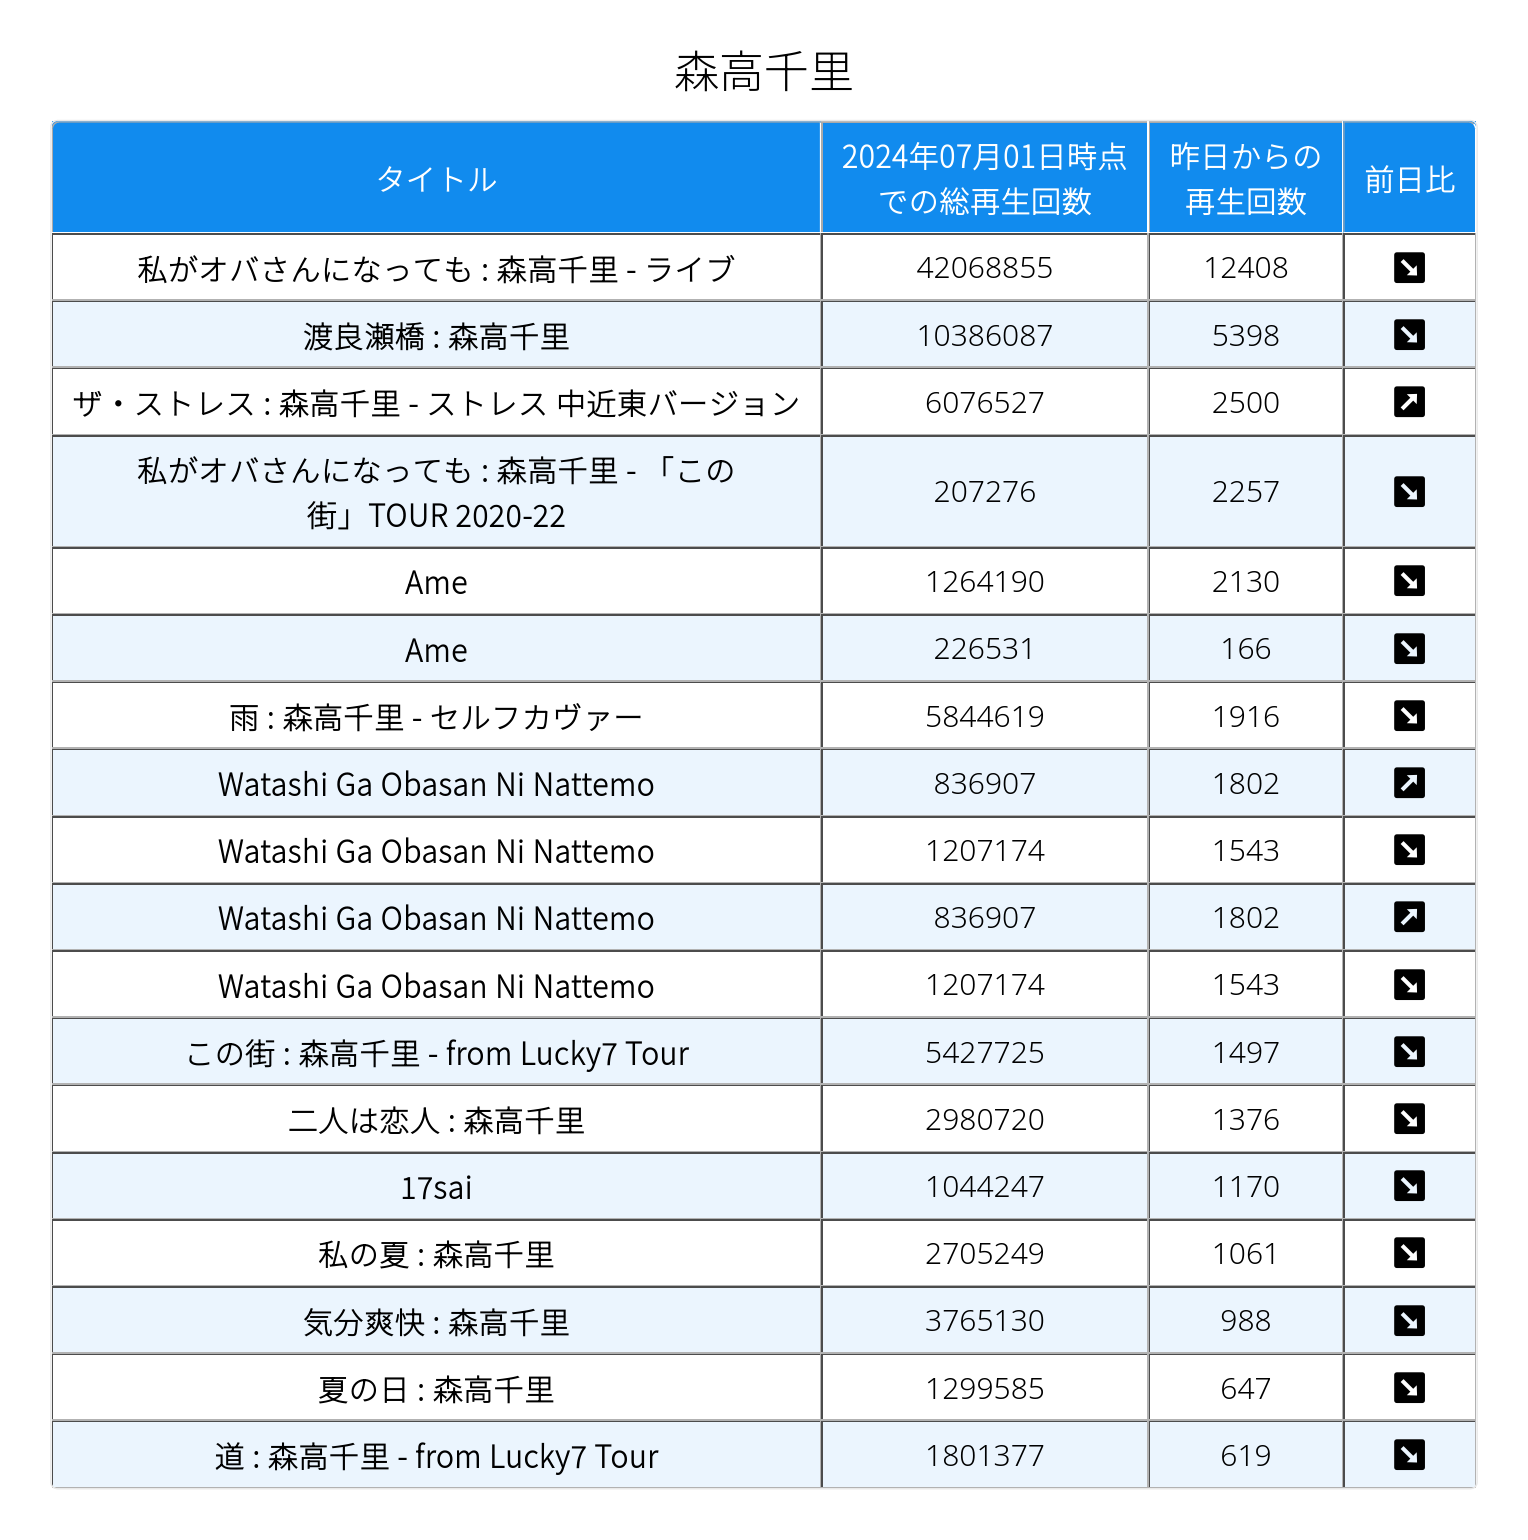 森高千里
タイトル
2024年07月01日時点
での総再生回数
昨日からの
再生回数
前日比
私がオバさんになっても : 森高千里 - ライブ 42068855 12408 ↘
渡良瀬橋 : 森高千里 10386087 5398 ↘
ザ・ストレス : 森高千里 - ストレス 中近東バージョン 6076527 2500 ↗
私がオバさんになっても : 森高千里 - 「この
街」TOUR 2020-22 207276 2257 ↘
Ame 1264190 2130 ↘
Ame 226531 166 ↘
雨 : 森高千里 - セルフカヴァー 5844619 1916 ↘
Watashi Ga Obasan Ni Nattemo 836907 1802 ↗
Watashi Ga Obasan Ni Nattemo 1207174 1543 ↘
Watashi Ga Obasan Ni Nattemo 836907 1802 ↗
Watashi Ga Obasan Ni Nattemo 1207174 1543 ↘
この街 : 森高千里 - from Lucky7 Tour 5427725 1497 ↘
二人は恋人 : 森高千里 2980720 1376 ↘
17sai 1044247 1170 ↘
私の夏 : 森高千里 2705249 1061 ↘
気分爽快 : 森高千里 3765130 988 ↘
夏の日 : 森高千里 1299585 647 ↘
道 : 森高千里 - from Lucky7 Tour 1801377 619 ↘